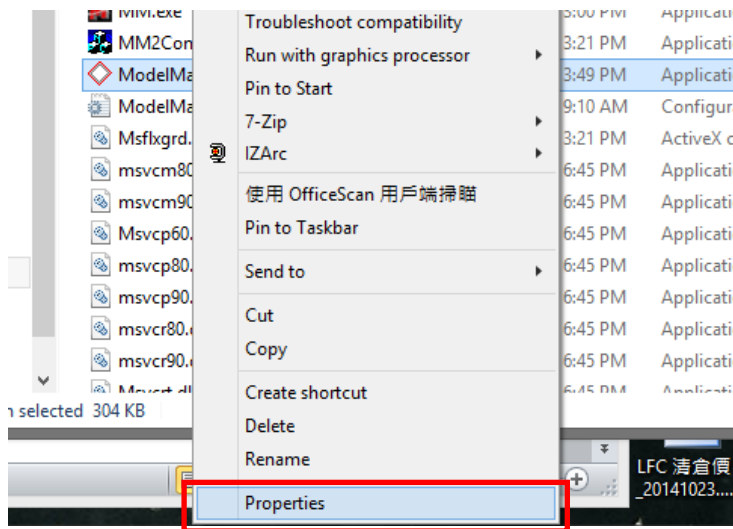 MM.exe
MM2Con
ModelMa
ModelMa
Msflxgrd.
msvcm80
msvcm90
Msvcp60.
msvcp80.
msvcp90.
msvcr80.
msvcr90.
selected 304 KB
Troubleshoot compatibility
Run with graphics processor
Pin to Start
7-Zip
IZArc
使用 OfficeScan 用戶端掃瞄
Pin to Taskbar
Send to
Cut
Copy
Create shortcut
Delete
Rename
Properties
3:00 PM Applicati
3:21 PM Applicati
3:49 PM Applicati
9:10 AM Configur
3:21 PM ActiveX c
6:45 PM Applicati
6:45 PM Applicati
6:45 PM Applicati
6:45 PM Applicati
6:45 PM Applicati
6:45 PM Applicati
6:45 PM Applicati
6:45 PM Applicati
LFC 清倉價
_20141023....